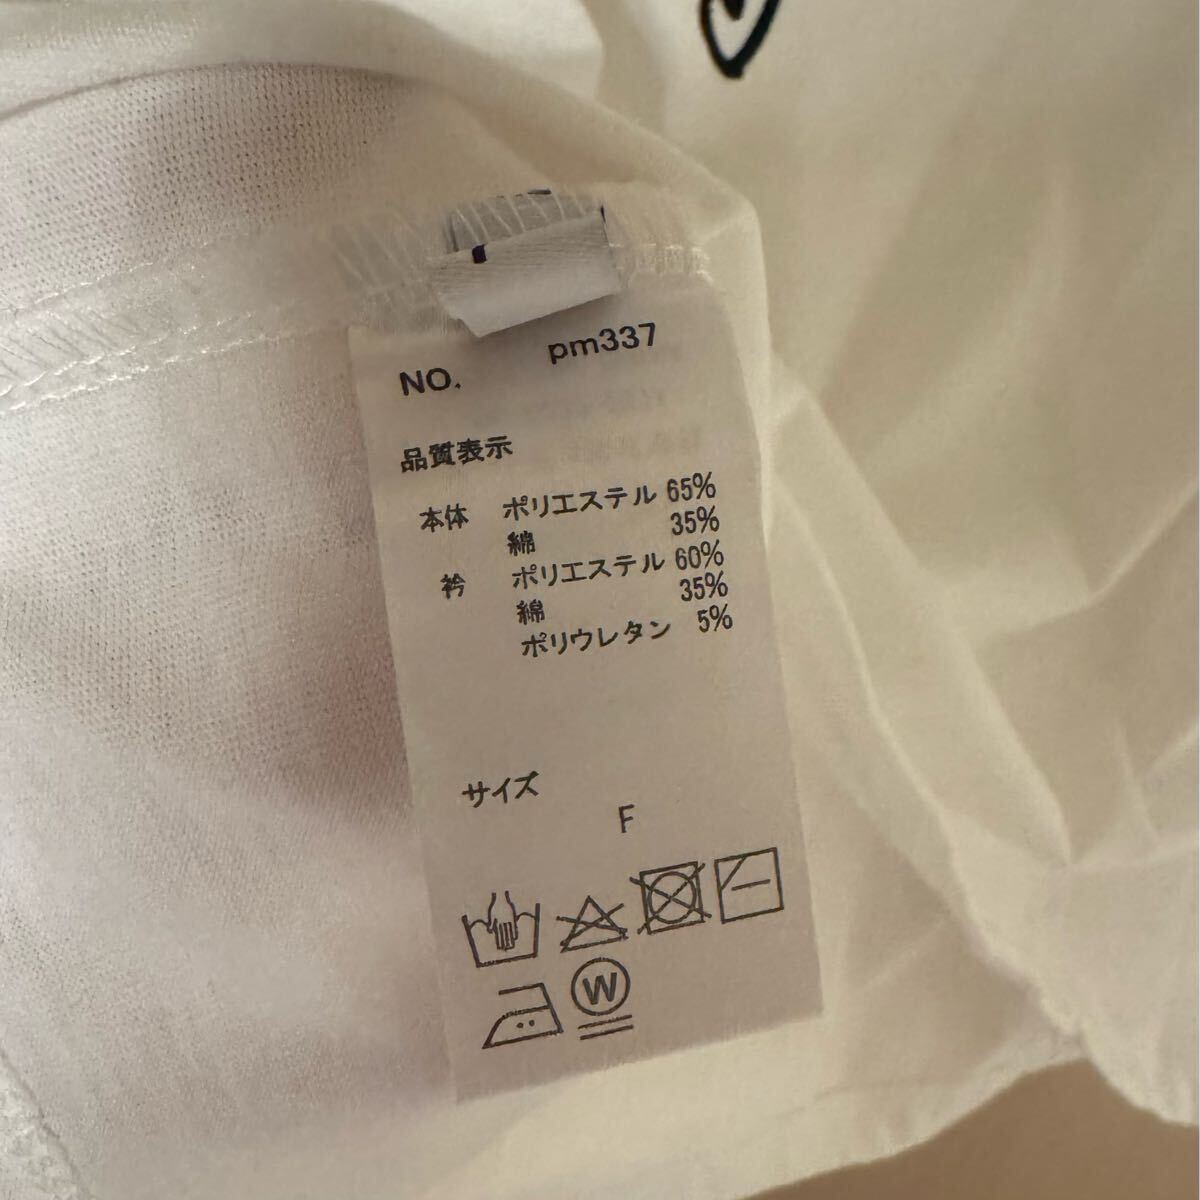 NO. pm337
品質表示
本体 ポリエステル 65%
綿 35%
衿 ポリエステル 60%
綿 35%
ポリウレタン 5%
サイズ
F
W